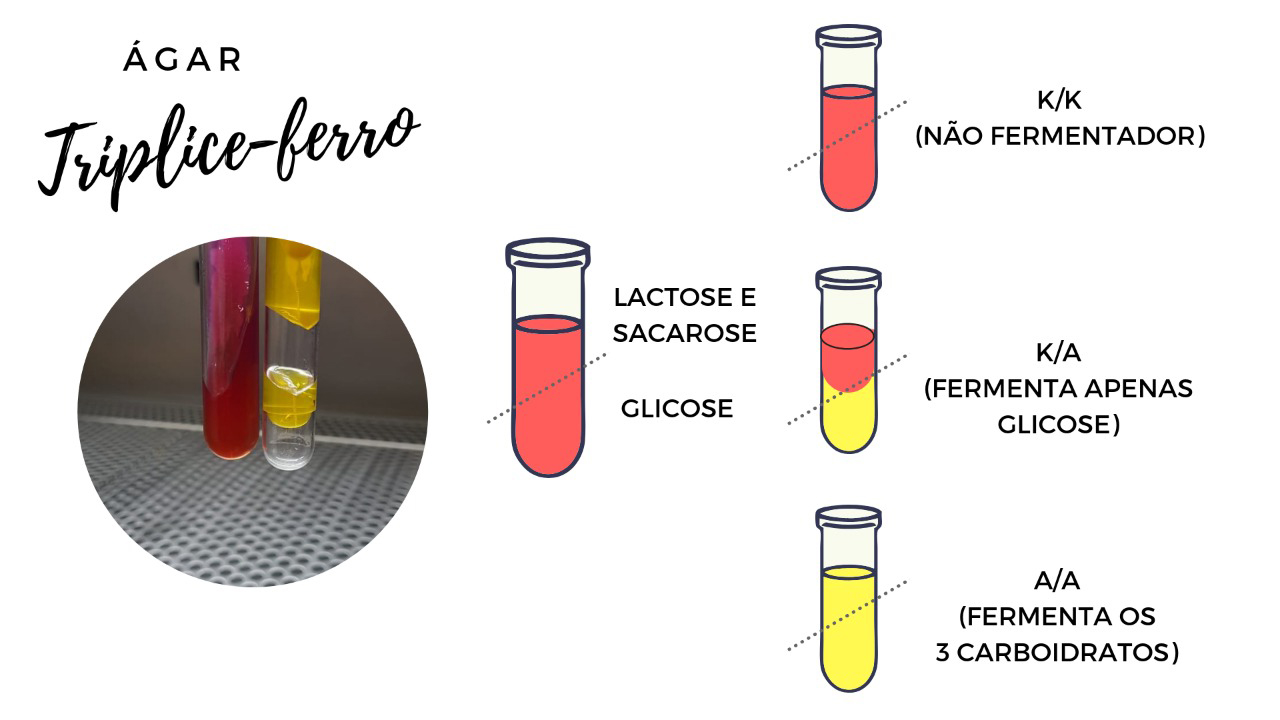 ÁGAR
Tríplice-ferro
LACTOSE E
SACAROSE
GLICOSE
K/K
(NÃO FERMENTADOR)
K/A
(FERMENTA APENAS
GLICOSE)
A/A
(FERMENTA OS
3 CARBOIDRATOS)